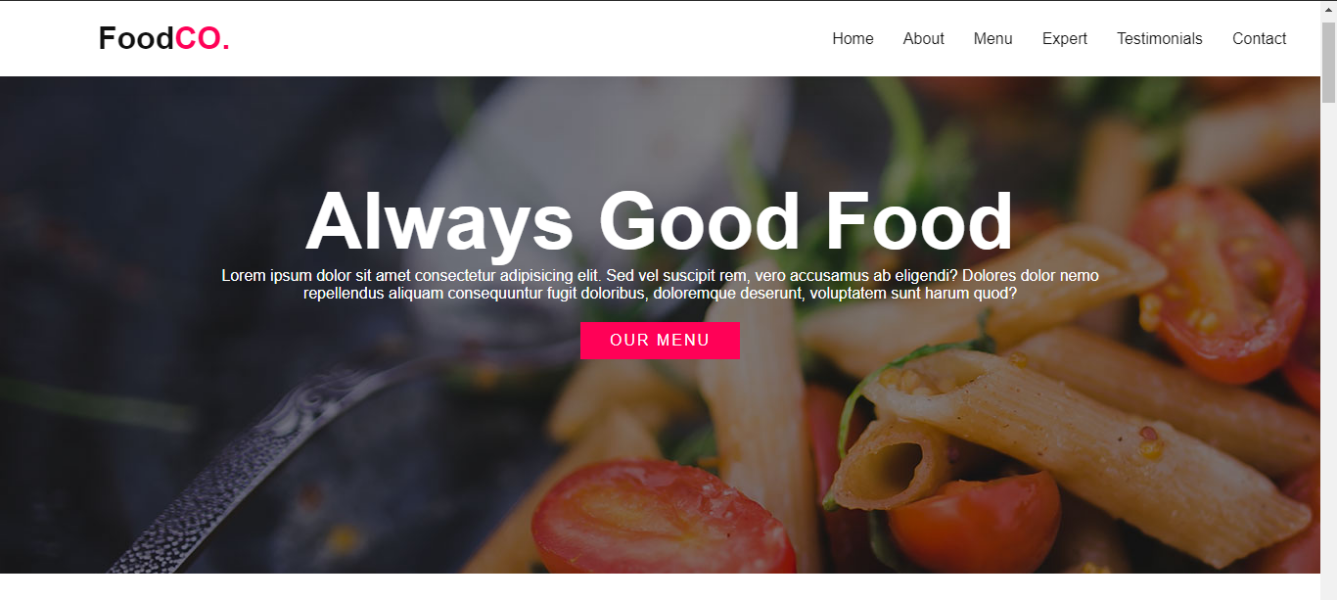 FoodCO.
Home About Menu Expert Testimonials Contact
Always Good Food
Lorem ipsum dolor sit amet consectetur adipisicing elit. Sed vel suscipit rem, vero accusamus ab eligendi? Dolores dolor nemo
repellendus aliquam consequuntur fugit doloribus, doloremque deserunt, voluptatem sunt harum quod?
OUR MENU